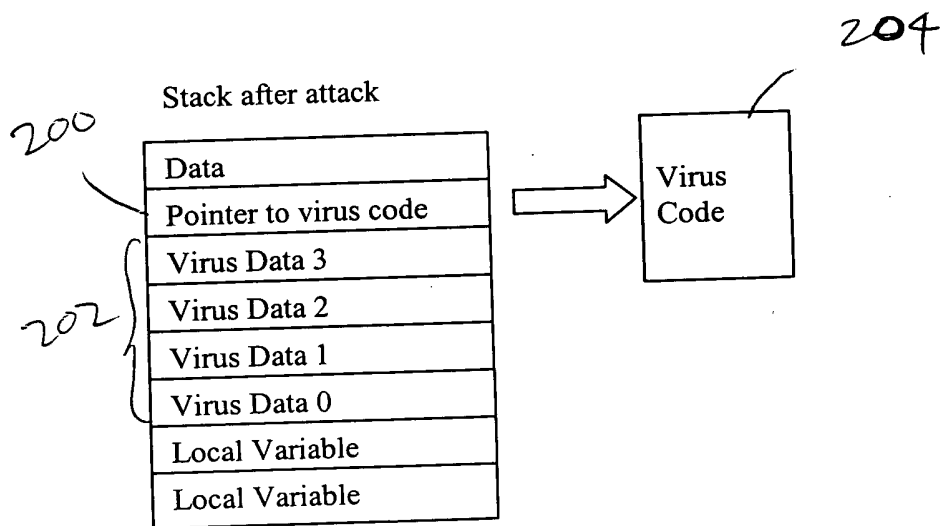 204
Stack after attack
200
Data
Pointer to virus code
Virus Data 3
Virus Data 2
Virus Data 1
Virus Data 0
Local Variable
Local Variable
202
Virus
Code